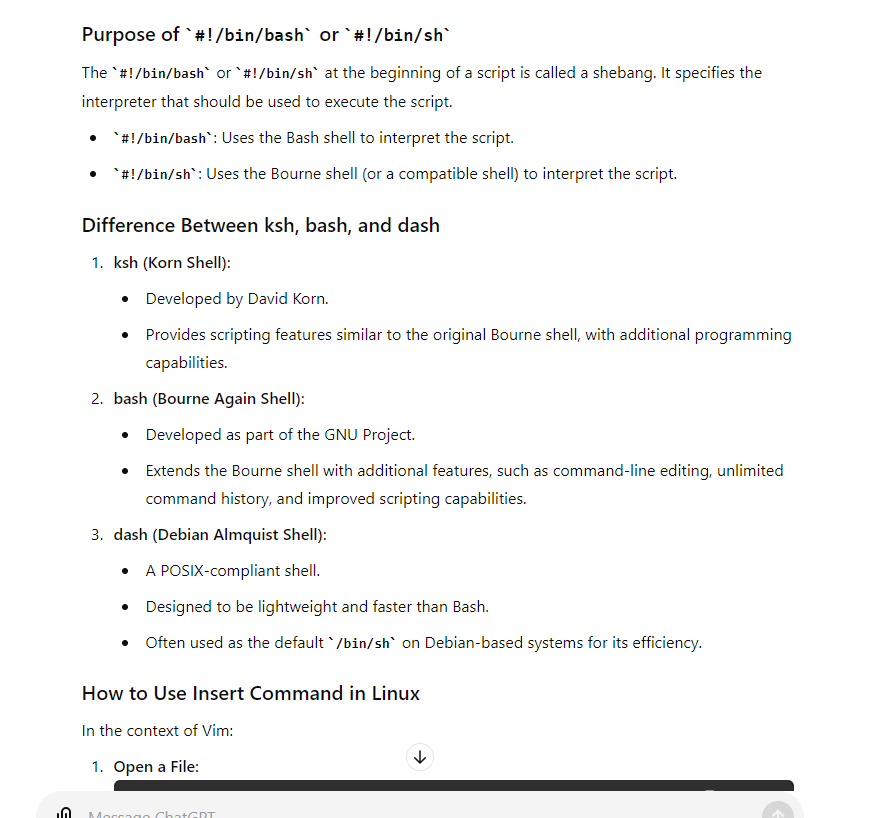 Purpose of `#!/bin/bash` or `#!/bin/sh`
The `#!/bin/bash` or `#!/bin/sh` at the beginning of a script is called a shebang. It specifies the
interpreter that should be used to execute the script.
• `#!/bin/bash`: Uses the Bash shell to interpret the script.
• `#!/bin/sh`: Uses the Bourne shell (or a compatible shell) to interpret the script.
Difference Between ksh, bash, and dash
1. ksh (Korn Shell):
• Developed by David Korn.
• Provides scripting features similar to the original Bourne shell, with additional programming
capabilities.
2. bash (Bourne Again Shell):
• Developed as part of the GNU Project.
• Extends the Bourne shell with additional features, such as command-line editing, unlimited
command history, and improved scripting capabilities.
3. dash (Debian Almquist Shell):
• A POSIX-compliant shell.
• Designed to be lightweight and faster than Bash.
• Often used as the default `/bin/sh` on Debian-based systems for its efficiency.
How to Use Insert Command in Linux
In the context of Vim:
1. Open a File:
Message ChatGPT